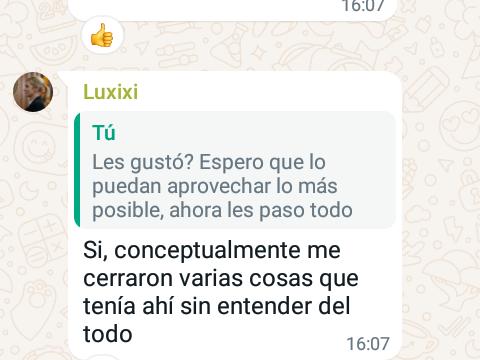 16:07
Luxixi
Tú
Les gustó? Espero que lo
puedan aprovechar lo más
posible, ahora les paso todo
Si, conceptualmente me
cerraron varias cosas que
tenía ahí sin entender del
todo
16:07